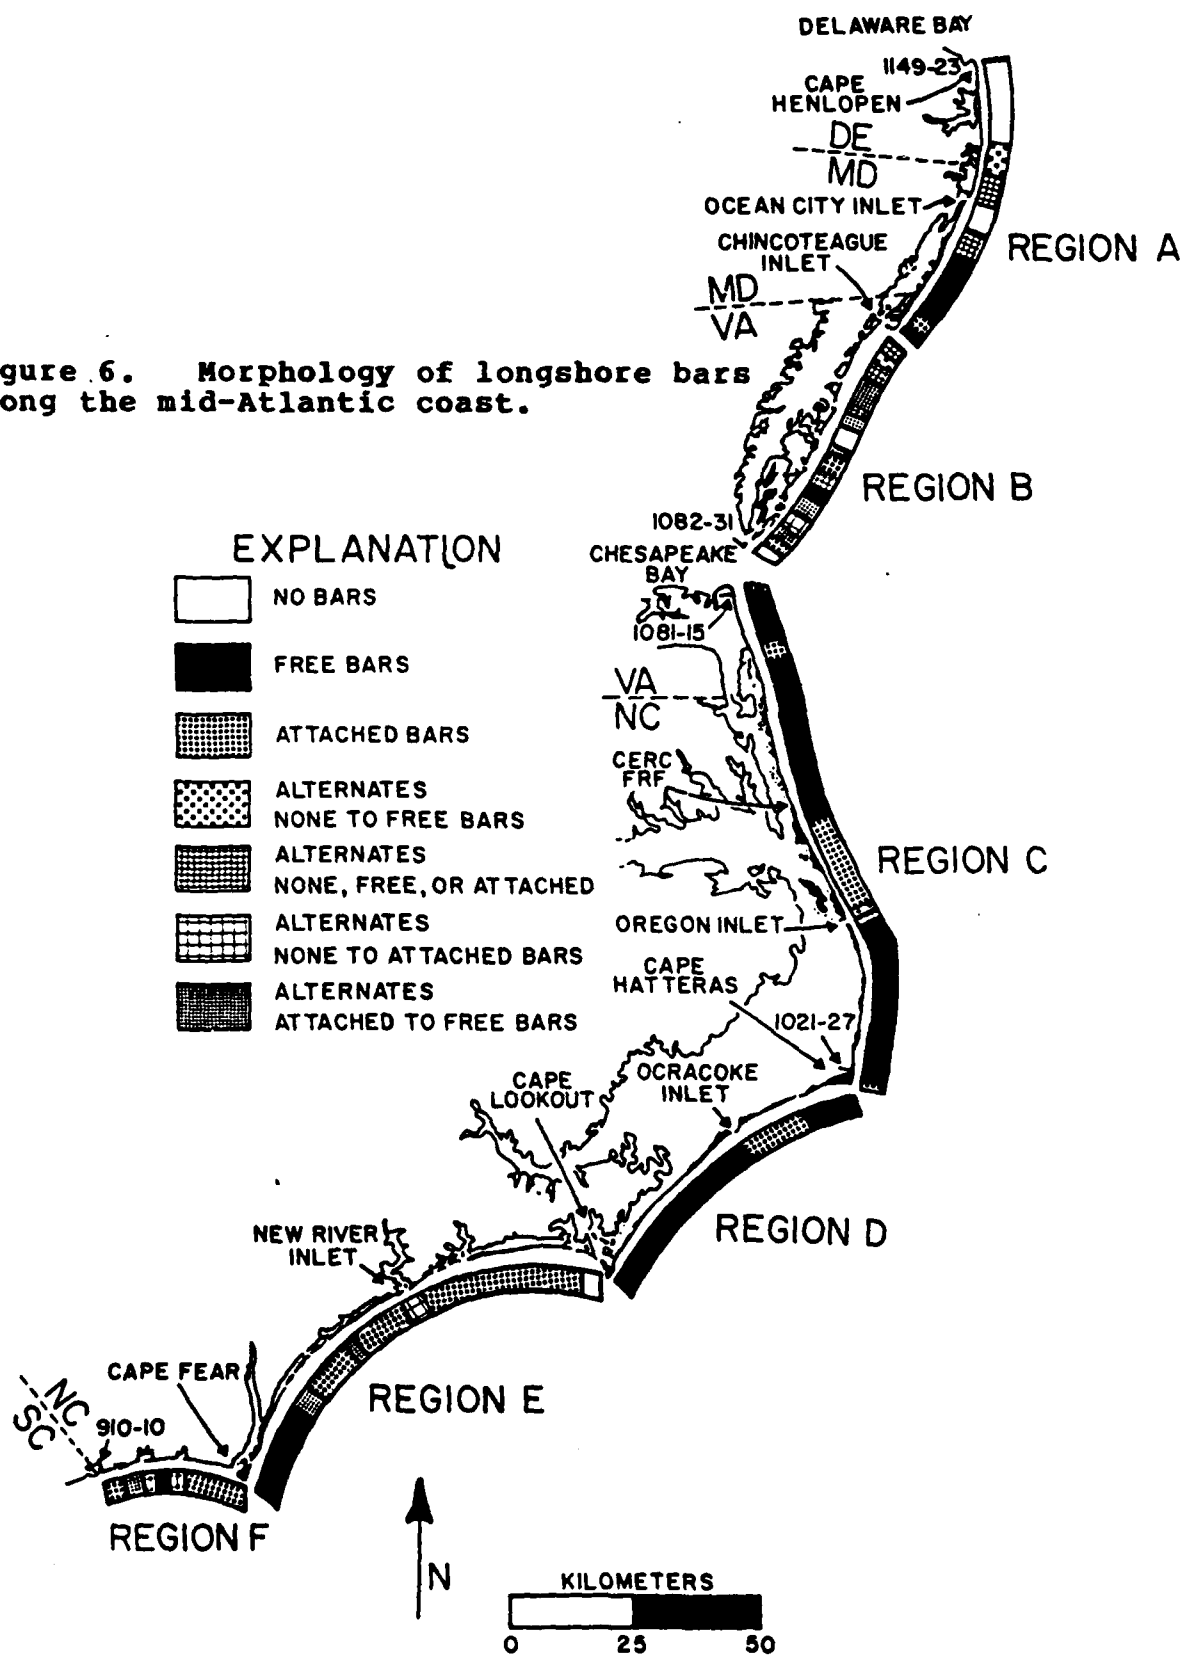 DELAWARE BAY
1149-23
CAPE
HENLOPEN
DE
MD
OCEAN CITY INLET
CHINCOTEAGUE
INLET
REGION A
MD
VA
gure 6. Morphology of longshore bars
ong the mid-Atlantic coast.
REGION B
1082-31
CHESAPEAKE
BAY
1081-15
EXPLANATION
NO BARS
FREE BARS
ATTACHED BARS
ALTERNATES
NONE TO FREE BARS
ALTERNATES
NONE, FREE, OR ATTACHED
ALTERNATES
NONE TO ATTACHED BARS
ALTERNATES
ATTACHED TO FREE BARS
VA
NC
CERC
FRF
REGION C
OREGON INLET
CAPE
HATTERAS
1021-27
OCRACOKE
INLET
CAPE
LOOKOUT
REGION D
NEW RIVER
INLET
CAPE FEAR
REGION E
NC
SC
910-10
REGION F
N
KILOMETERS
0 25 50